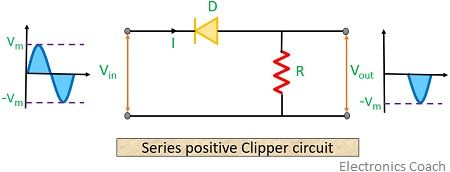 D
Vm
I
Vin
R
Vout
-Vm
-Vm
Series positive Clipper circuit
Electronics Coach